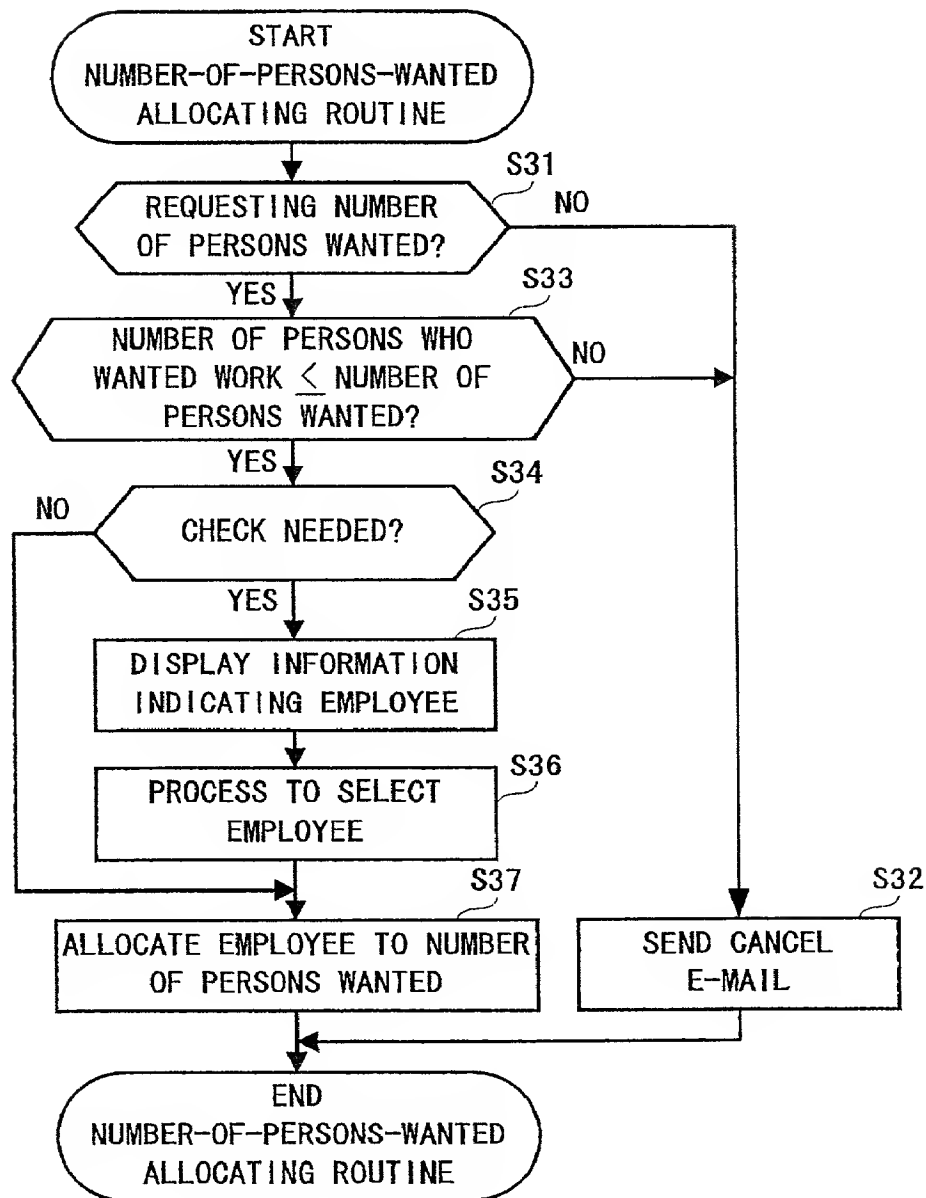 START
NUMBER-OF-PERSONS-WANTED
ALLOCATING ROUTINE
S31
REQUESTING NUMBER
OF PERSONS WANTED?
NO
YES
S33
NUMBER OF PERSONS WHO
WANTED WORK ≤ NUMBER OF
PERSONS WANTED?
NO
YES
S34
NO
CHECK NEEDED?
YES
S35
DISPLAY INFORMATION
INDICATING EMPLOYEE
S36
PROCESS TO SELECT
EMPLOYEE
S37
ALLOCATE EMPLOYEE TO NUMBER
OF PERSONS WANTED
S32
SEND CANCEL
E-MAIL
END
NUMBER-OF-PERSONS-WANTED
ALLOCATING ROUTINE